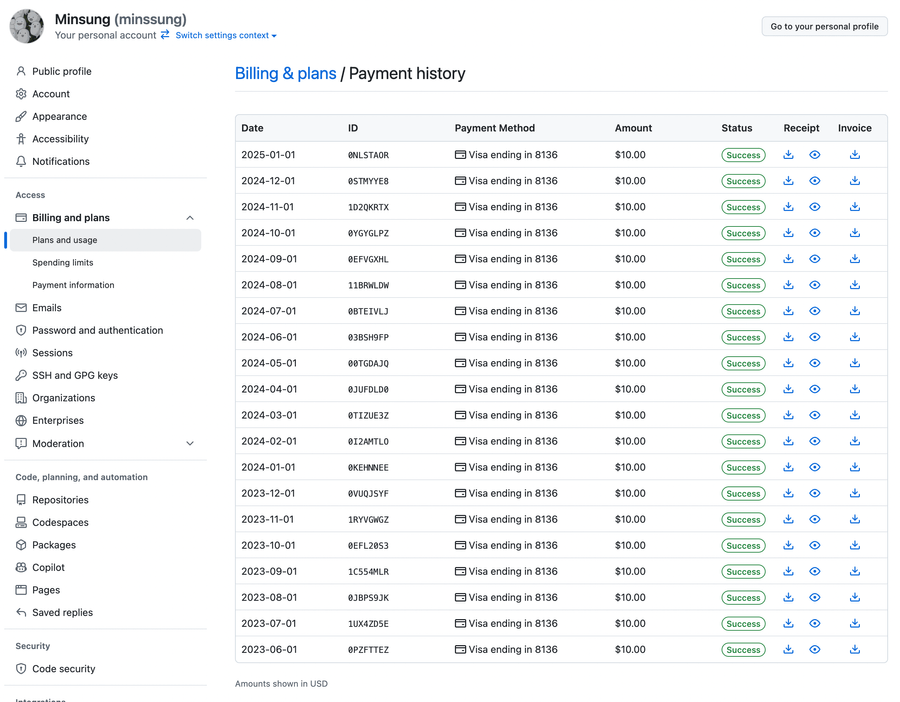 Minsung (minssung)
Your personal account Switch settings context
Go to your personal profile
Public profile
Account
Appearance
Accessibility
Notifications
Access
Billing and plans
Plans and usage
Spending limits
Payment information
Emails
Password and authentication
Sessions
SSH and GPG keys
Organizations
Enterprises
Moderation
Code, planning, and automation
Repositories
Codespaces
Packages
Copilot
Pages
Saved replies
Security
Code security
Integrations
Billing & plans / Payment history
Date ID Payment Method Amount Status Receipt Invoice
2025-01-01 0NLSTAOR Visa ending in 8136 $10.00 Success
2024-12-01 0STMYYE8 Visa ending in 8136 $10.00 Success
2024-11-01 1D2QKRTX Visa ending in 8136 $10.00 Success
2024-10-01 0YGYGLPZ Visa ending in 8136 $10.00 Success
2024-09-01 0EFVGXHL Visa ending in 8136 $10.00 Success
2024-08-01 11BRWLDW Visa ending in 8136 $10.00 Success
2024-07-01 0BTEIVLJ Visa ending in 8136 $10.00 Success
2024-06-01 03BSH9FP Visa ending in 8136 $10.00 Success
2024-05-01 00TGDAJQ Visa ending in 8136 $10.00 Success
2024-04-01 0JUFDLD0 Visa ending in 8136 $10.00 Success
2024-03-01 0TIZUE3Z Visa ending in 8136 $10.00 Success
2024-02-01 0I2AMTLO Visa ending in 8136 $10.00 Success
2024-01-01 0KEHNNEE Visa ending in 8136 $10.00 Success
2023-12-01 0VUQJSYF Visa ending in 8136 $10.00 Success
2023-11-01 1RYVGWGZ Visa ending in 8136 $10.00 Success
2023-10-01 0EFL20S3 Visa ending in 8136 $10.00 Success
2023-09-01 1C554MLR Visa ending in 8136 $10.00 Success
2023-08-01 0JBPS9JK Visa ending in 8136 $10.00 Success
2023-07-01 1UX4ZD5E Visa ending in 8136 $10.00 Success
2023-06-01 0PZFTTEZ Visa ending in 8136 $10.00 Success
Amounts shown in USD